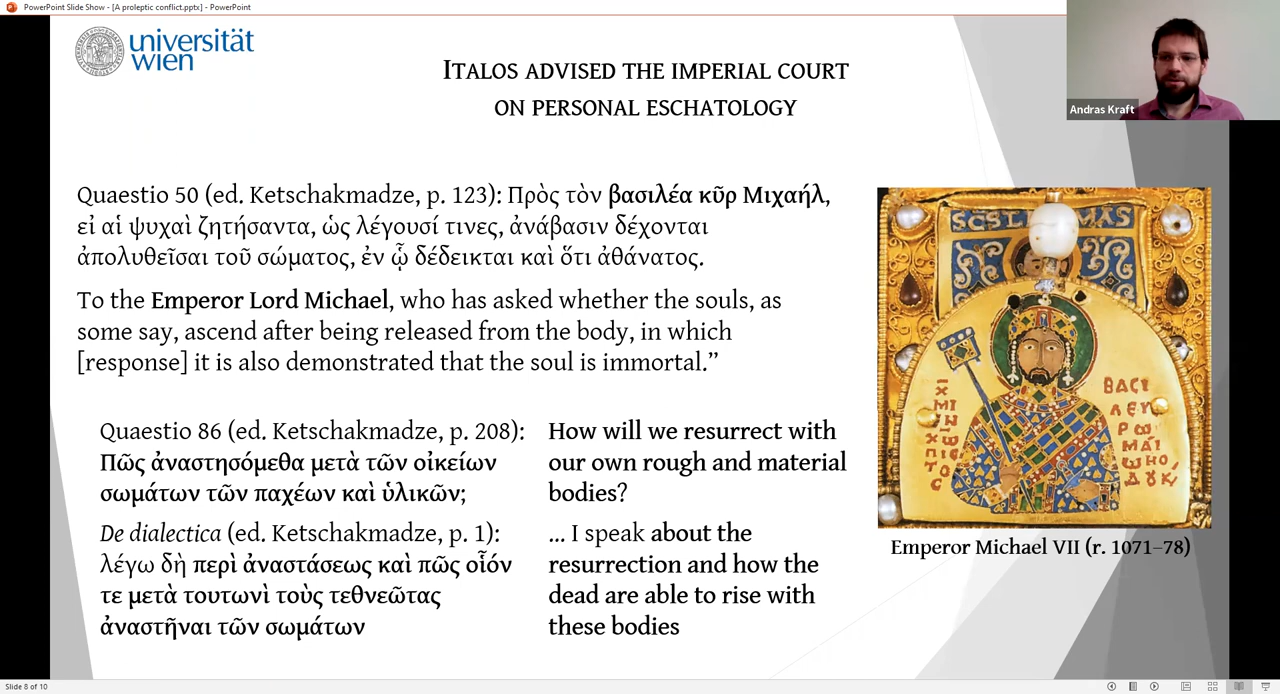 PowerPoint Slide Show - [A proleptic conflict.pptx] - PowerPoint
universität
wien
ITALOS ADVISED THE IMPERIAL COURT
ON PERSONAL ESCHATOLOGY
Andras Kraft
Quaestio 50 (ed. Ketschakmadze, p. 123): Πρὸς τὸν βασιλέα κῦρ Μιχαήλ,
εἰ αἱ ψυχαὶ ζητήσαντα, ὡς λέγουσί τινες, ἀνάβασιν δέχονται
ἀπολυθεῖσαι τοῦ σώματος, ἐν ᾧ δέδεικται καὶ ὅτι ἀθάνατος.
To the Emperor Lord Michael, who has asked whether the souls, as
some say, ascend after being released from the body, in which
[response] it is also demonstrated that the soul is immortal.”
Quaestio 86 (ed. Ketschakmadze, p. 208):
Πῶς ἀναστησόμεθα μετὰ τῶν οἰκείων
σωμάτων τῶν παχέων καὶ ὑλικῶν;
How will we resurrect with
our own rough and material
bodies?
De dialectica (ed. Ketschakmadze, p. 1):
λέγω δὴ περὶ ἀναστάσεως καὶ πῶς οἷόν
τε μετὰ τουτωνὶ τοὺς τεθνεῶτας
ἀναστῆναι τῶν σωμάτων
... I speak about the
resurrection and how the
dead are able to rise with
these bodies
Emperor Michael VII (r. 1071–78)
Slide 8 of 10